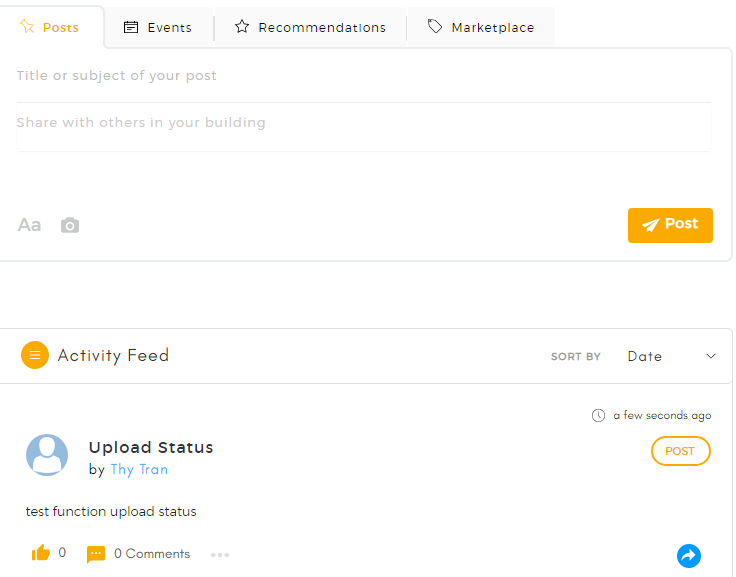 Posts Events Recommendations Marketplace
Title or subject of your post
Share with others in your building
Aa Post
Activity Feed SORT BY Date
a few seconds ago
Upload Status POST
by Thy Tran
test function upload status
0 0 Comments